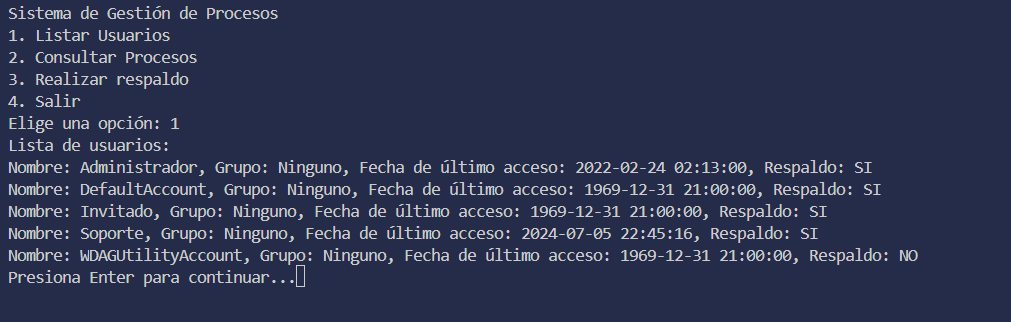 Sistema de Gestión de Procesos
1. Listar Usuarios
2. Consultar Procesos
3. Realizar respaldo
4. Salir
Elige una opción: 1
Lista de usuarios:
Nombre: Administrador, Grupo: Ninguno, Fecha de último acceso: 2022-02-24 02:13:00, Respaldo: SI
Nombre: DefaultAccount, Grupo: Ninguno, Fecha de último acceso: 1969-12-31 21:00:00, Respaldo: SI
Nombre: Invitado, Grupo: Ninguno, Fecha de último acceso: 1969-12-31 21:00:00, Respaldo: SI
Nombre: Soporte, Grupo: Ninguno, Fecha de último acceso: 2024-07-05 22:45:16, Respaldo: SI
Nombre: WDAGUtilityAccount, Grupo: Ninguno, Fecha de último acceso: 1969-12-31 21:00:00, Respaldo: NO
Presiona Enter para continuar...